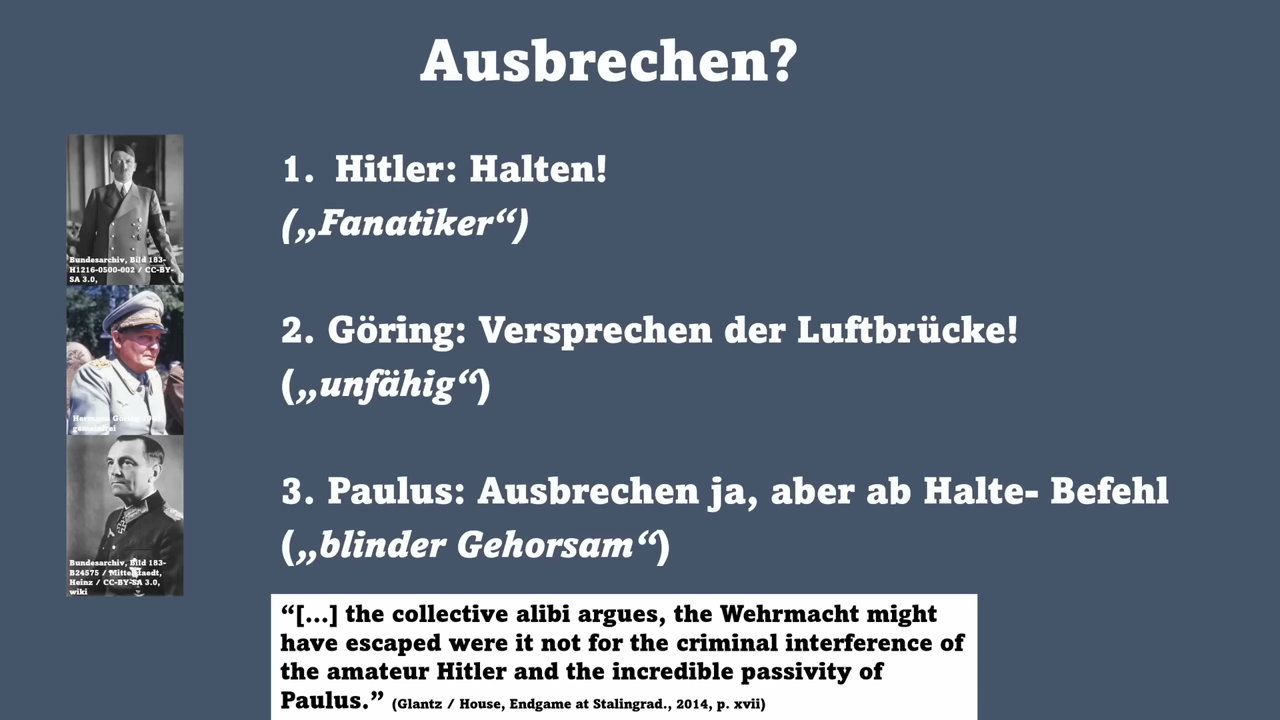 Ausbrechen?
1. Hitler: Halten!
(„Fanatiker“)
Bundesarchiv, Bild 183-
H1216-0500-002 / CC-BY-
SA 3.0,
2. Göring: Versprechen der Luftbrücke!
(„unfähig“)
Hermann Göring
gemeinfrei
3. Paulus: Ausbrechen ja, aber ab Halte- Befehl
(„blinder Gehorsam“)
Bundesarchiv, Bild 183-
B24575 / Mittelstaedt,
Heinz / CC-BY-SA 3.0,
wiki
“[...] the collective alibi argues, the Wehrmacht might
have escaped were it not for the criminal interference of
the amateur Hitler and the incredible passivity of
Paulus.” (Glantz / House, Endgame at Stalingrad., 2014, p. xvii)